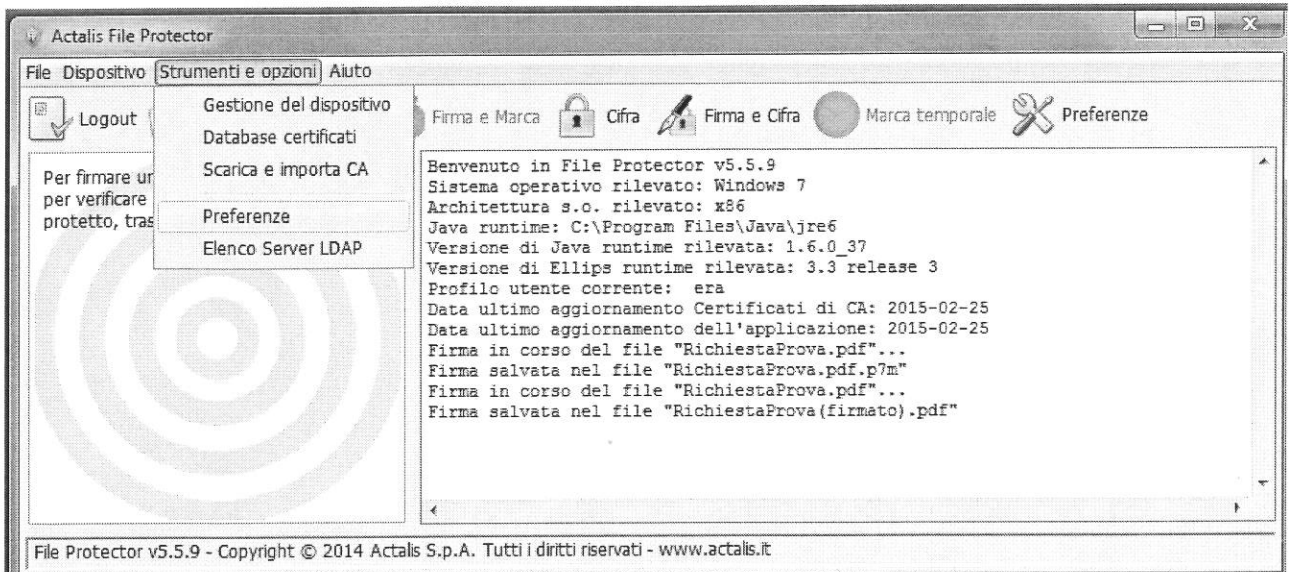 Actalis File Protector
File Dispositivo Strumenti e opzioni Aiuto
Gestione del dispositivo
Database certificati
Scarica e importa CA
Preferenze
Elenco Server LDAP
Logout
Firma e Marca
Cifra
Firma e Cifra
Marca temporale
Preferenze
Per firmare un
per verificare
protetto, tras
Benvenuto in File Protector v5.5.9
Sistema operativo rilevato: Windows 7
Architettura s.o. rilevato: x86
Java runtime: C:\Program Files\Java\jre6
Versione di Java runtime rilevata: 1.6.0_37
Versione di Ellips runtime rilevata: 3.3 release 3
Profilo utente corrente: era
Data ultimo aggiornamento Certificati di CA: 2015-02-25
Data ultimo aggiornamento dell'applicazione: 2015-02-25
Firma in corso del file "RichiestaProva.pdf"...
Firma salvata nel file "RichiestaProva.pdf.p7m"
Firma in corso del file "RichiestaProva.pdf"...
Firma salvata nel file "RichiestaProva(firmato).pdf"
File Protector v5.5.9 - Copyright © 2014 Actalis S.p.A. Tutti i diritti riservati - www.actalis.it